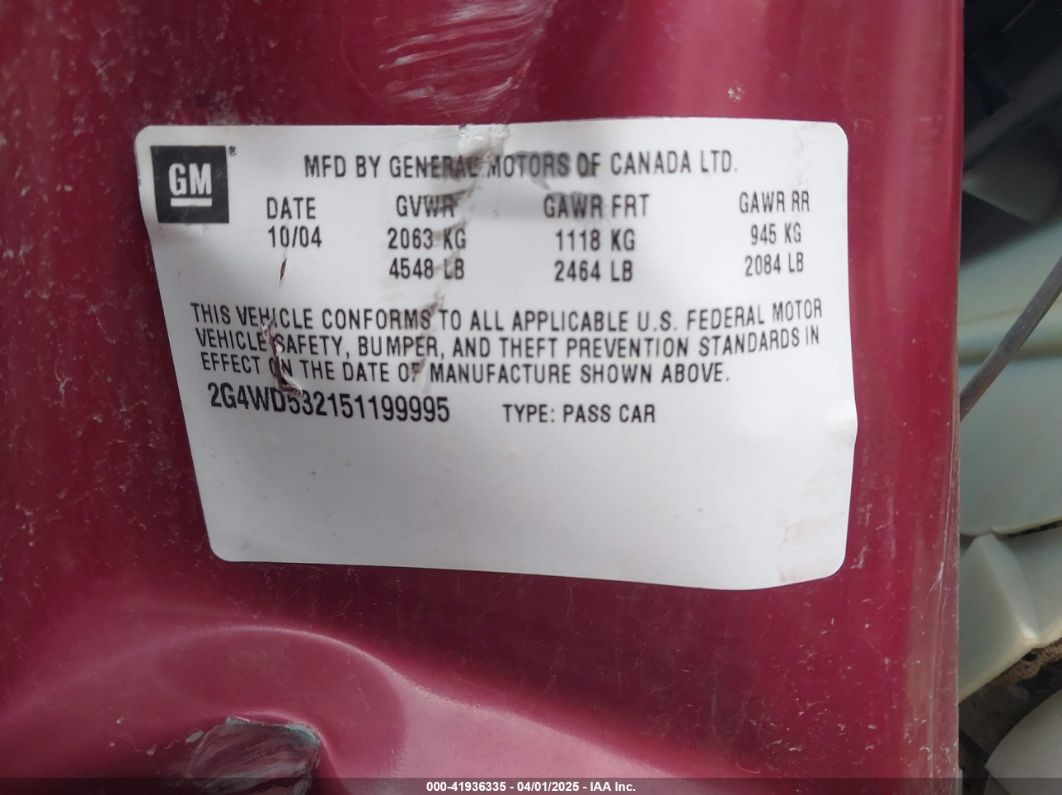 GM®
MFD BY GENERAL MOTORS OF CANADA LTD.
DATE GVWR GAWR FRT GAWR RR
10/04 2063 KG 1118 KG 945 KG
4548 LB 2464 LB 2084 LB
THIS VEHICLE CONFORMS TO ALL APPLICABLE U.S. FEDERAL MOTOR
VEHICLE SAFETY, BUMPER, AND THEFT PREVENTION STANDARDS IN
EFFECT ON THE DATE OF MANUFACTURE SHOWN ABOVE.
2G4WD532151199995 TYPE: PASS CAR
000-41936335 - 04/01/2025 - IAA Inc.